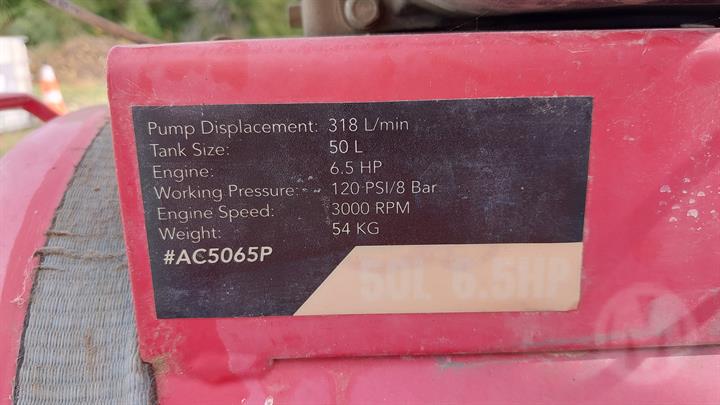 Pump Displacement: 318 L/min
Tank Size: 50 L
Engine: 6.5 HP
Working Pressure: 120 PSI/8 Bar
Engine Speed: 3000 RPM
Weight: 54 KG
#AC5065P
50L 6.5HP